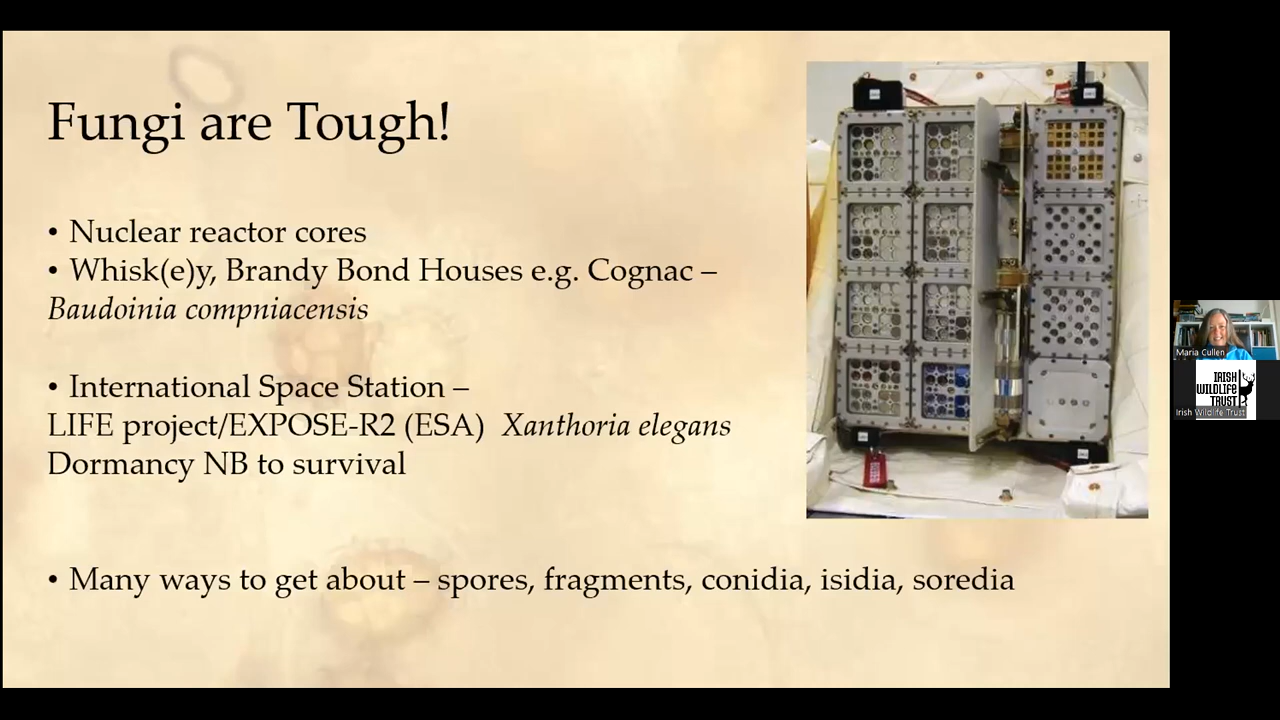 Fungi are Tough!
• Nuclear reactor cores
• Whisk(e)y, Brandy Bond Houses e.g. Cognac –
Baudoinia compniacensis
• International Space Station –
LIFE project/EXPOSE-R2 (ESA) Xanthoria elegans
Dormancy NB to survival
• Many ways to get about – spores, fragments, conidia, isidia, soredia
Maria Cullen
IRISH
WILDLIFE
TRUST
Irish Wildlife Trust